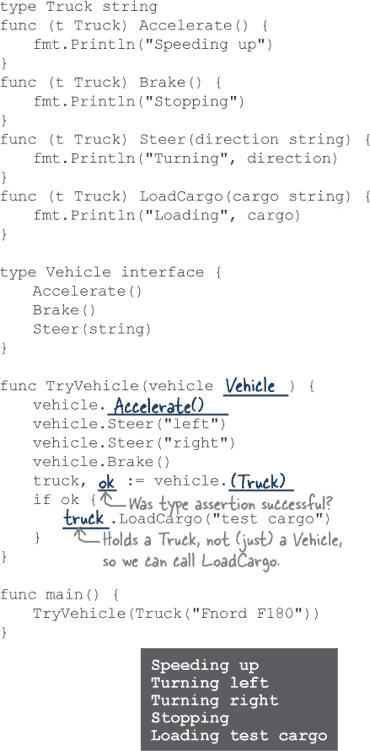 type Truck string
func (t Truck) Accelerate() {
    fmt.Println("Speeding up")
}
func (t Truck) Brake() {
    fmt.Println("Stopping")
}
func (t Truck) Steer(direction string) {
    fmt.Println("Turning", direction)
}
func (t Truck) LoadCargo(cargo string) {
    fmt.Println("Loading", cargo)
}
type Vehicle interface {
    Accelerate()
    Brake()
    Steer(string)
}
func TryVehicle(vehicle Vehicle ) {
    vehicle. Accelerate()
    vehicle.Steer("left")
    vehicle.Steer("right")
    vehicle.Brake()
    truck, ok := vehicle.(Truck)
    if ok { Was type assertion successful?
        truck.LoadCargo("test cargo")
    } Holds a Truck, not (just) a Vehicle,
so we can call LoadCargo.
}
func main() {
    TryVehicle(Truck("Fnord F180"))
}
Speeding up
Turning left
Turning right
Stopping
Loading test cargo